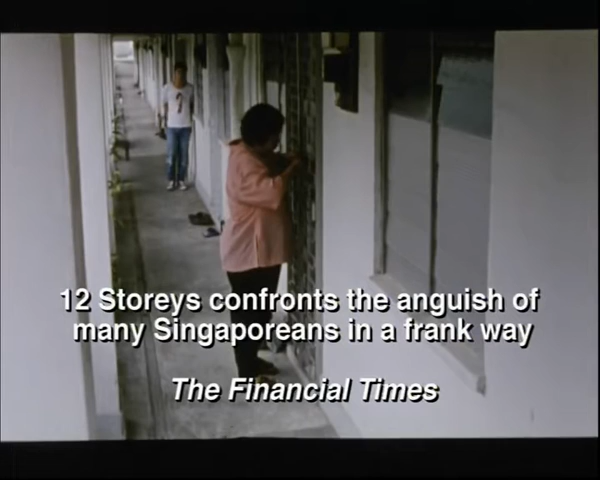 12 Storeys confronts the anguish of
many Singaporeans in a frank way
The Financial Times